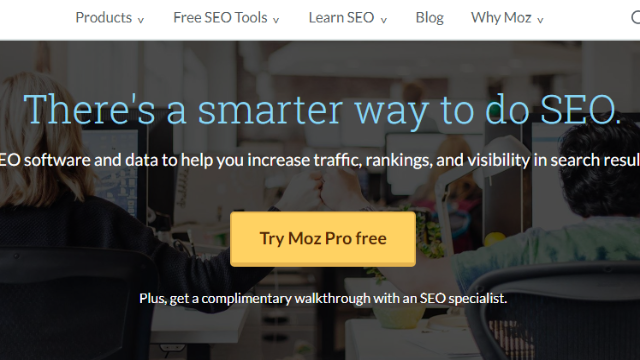 Products v Free SEO Tools v Learn SEO v Blog Why Moz v
There's a smarter way to do SEO.
EO software and data to help you increase traffic, rankings, and visibility in search resul
Try Moz Pro free
Plus, get a complimentary walkthrough with an SEO specialist.